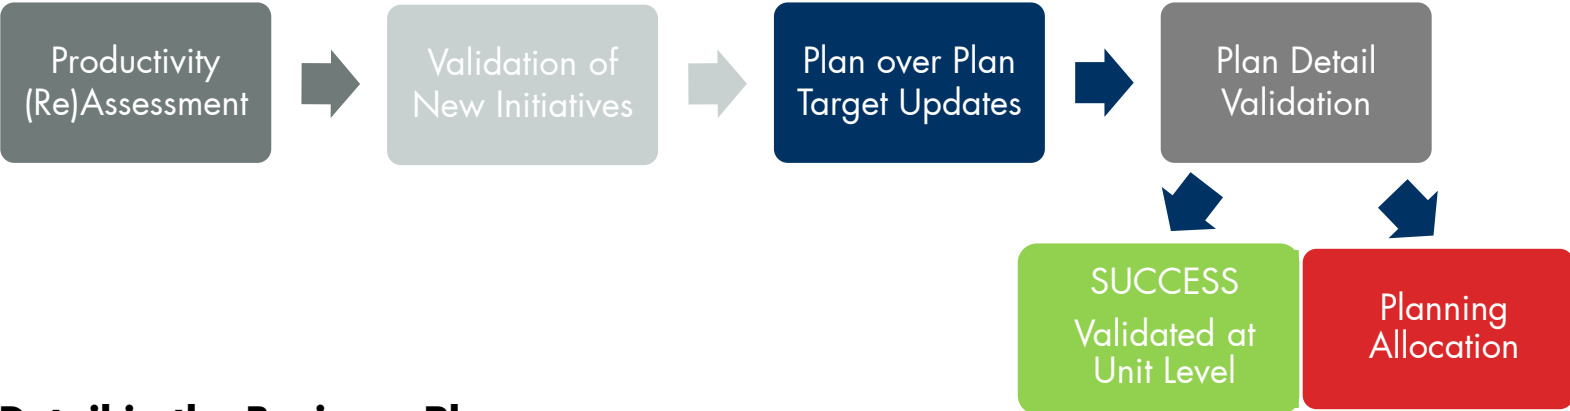 Productivity
(Re)Assessment
Validation of
New Initiatives
Plan over Plan
Target Updates
Plan Detail
Validation
SUCCESS
Validated at
Unit Level
Planning
Allocation